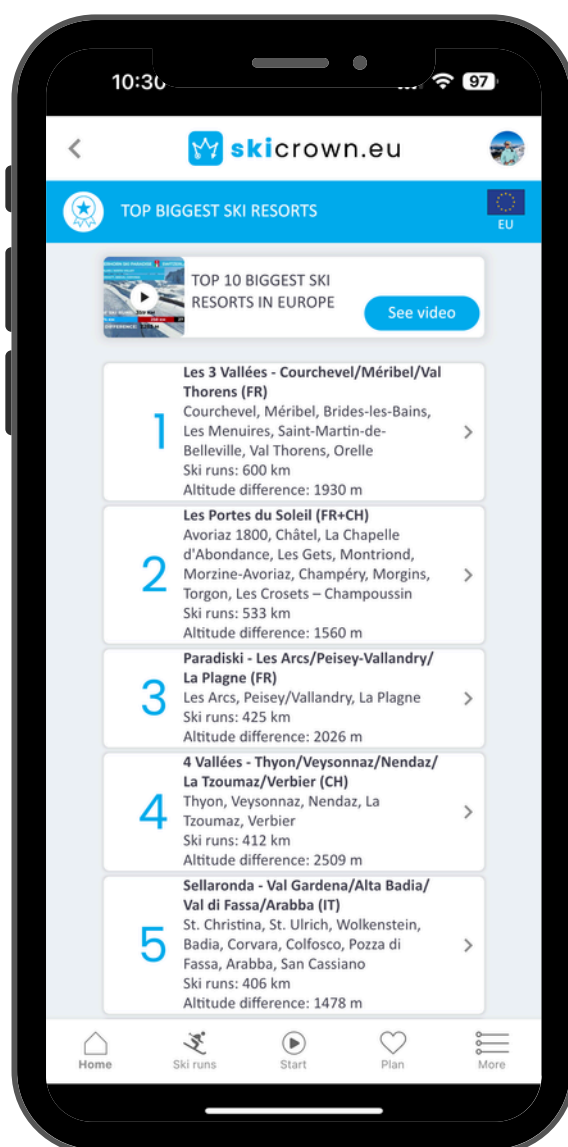 10:30
97
skicrown.eu
TOP BIGGEST SKI RESORTS
EU
TOP 10 BIGGEST SKI
RESORTS IN EUROPE
See video
Les 3 Vallées - Courchevel/Méribel/Val
Thorens (FR)
1
Courchevel, Méribel, Brides-les-Bains,
Les Menuires, Saint-Martin-de-
Belleville, Val Thorens, Orelle
Ski runs: 600 km
Altitude difference: 1930 m
Les Portes du Soleil (FR+CH)
2
Avoriaz 1800, Châtel, La Chapelle
d'Abondance, Les Gets, Montriond,
Morzine-Avoriaz, Champéry, Morgins,
Torgon, Les Crosets – Champoussin
Ski runs: 533 km
Altitude difference: 1560 m
Paradiski - Les Arcs/Peisey-Vallandry/
La Plagne (FR)
3
Les Arcs, Peisey/Vallandry, La Plagne
Ski runs: 425 km
Altitude difference: 2026 m
4 Vallées - Thyon/Veysonnaz/Nendaz/
La Tzoumaz/Verbier (CH)
4
Thyon, Veysonnaz, Nendaz, La
Tzoumaz, Verbier
Ski runs: 412 km
Altitude difference: 2509 m
Sellaronda - Val Gardena/Alta Badia/
Val di Fassa/Arabba (IT)
5
St. Christina, St. Ulrich, Wolkenstein,
Badia, Corvara, Colfosco, Pozza di
Fassa, Arabba, San Cassiano
Ski runs: 406 km
Altitude difference: 1478 m
Home
Ski runs
Start
Plan
More